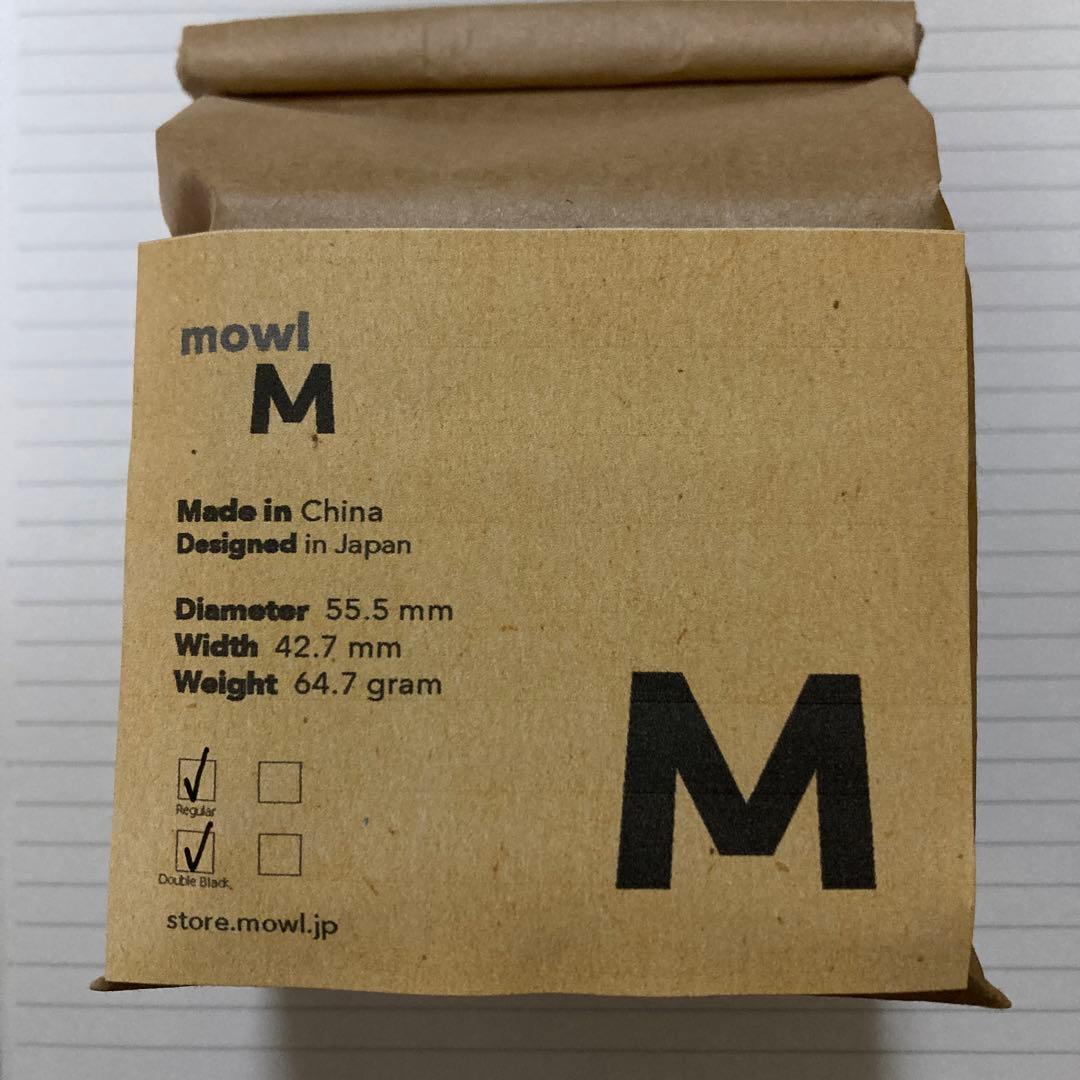 mowl
M
Made in China
Designed in Japan
Diameter 55.5 mm
Width 42.7 mm
Weight 64.7 gram
Regular
Double Black
store.mowl.jp
M